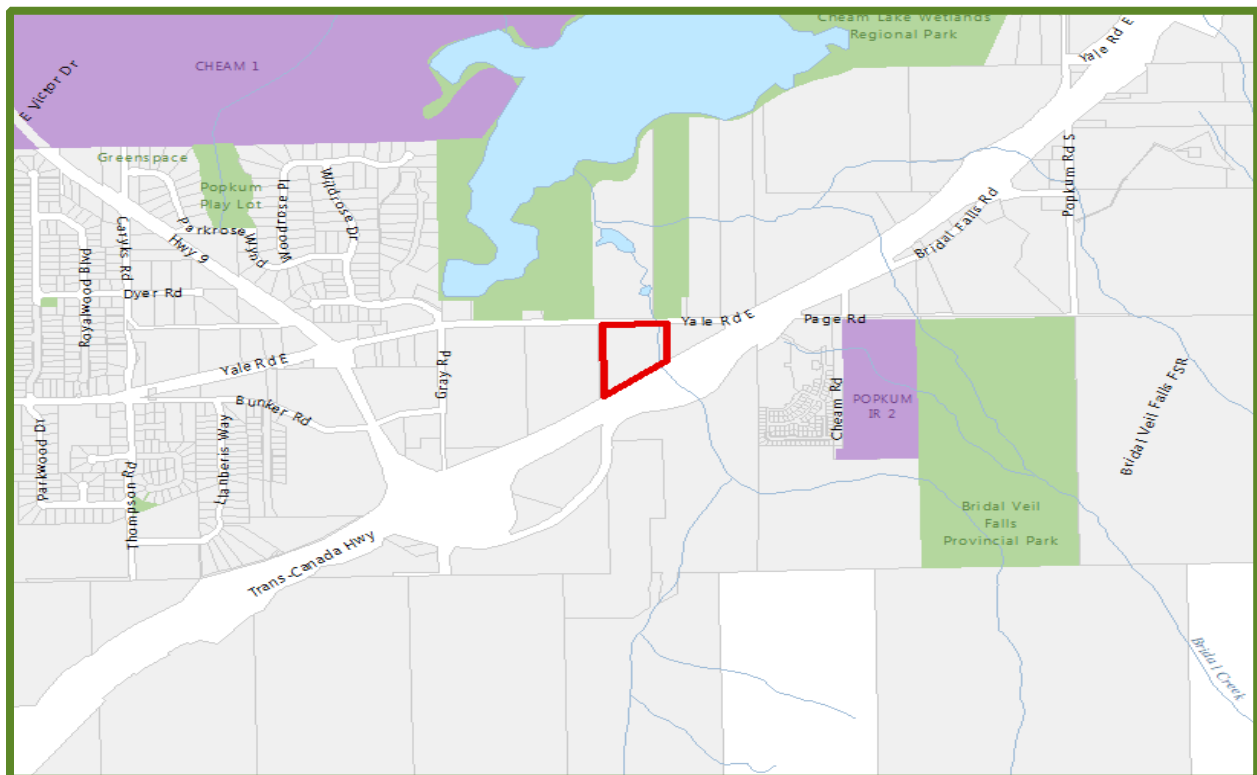 Cheam Lake Wetlands
Regional Park
Yale Rd E
CHEAM 1
E Victor Dr
Greenspace
Popkum
Play Lot
Woodrose Pl
Wildrose Dr
Parkrose Wynd
Caryks Rd
Hwy 9
Royalwood Blvd
Dyer Rd
Popkum Rd S
Bridal Falls Rd
Yale Rd E
Page Rd
Yale Rd E
Gray Rd
Bunker Rd
Parkwood Dr
Llanberis Way
Thompson Rd
Cheam Rd
POPKUM
IR 2
Bridal Veil Falls FSR
Bridal Veil
Falls
Provincial Park
Trans-Canada Hwy
Bridal Creek